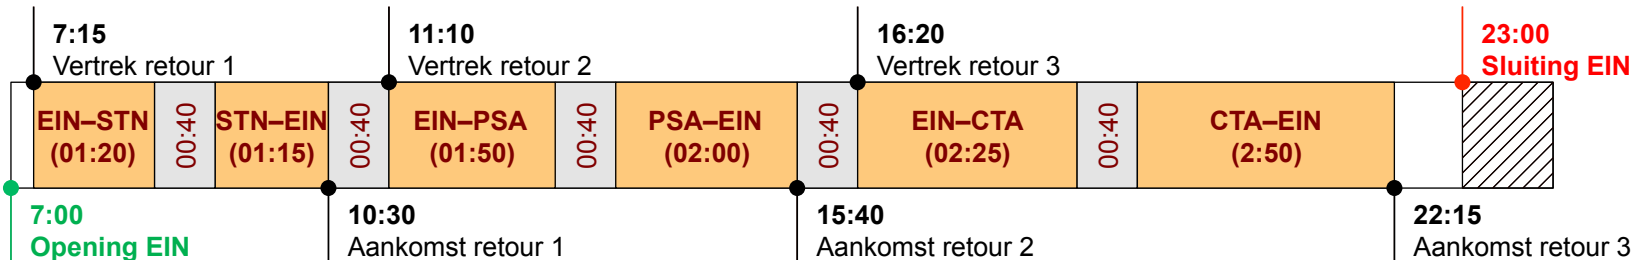 7:15
Vertrek retour 1
11:10
Vertrek retour 2
16:20
Vertrek retour 3
23:00
Sluiting EIN
EIN–STN
(01:20)
00:40
STN–EIN
(01:15)
00:40
EIN–PSA
(01:50)
00:40
PSA–EIN
(02:00)
00:40
EIN–CTA
(02:25)
00:40
CTA–EIN
(2:50)
7:00
Opening EIN
10:30
Aankomst retour 1
15:40
Aankomst retour 2
22:15
Aankomst retour 3